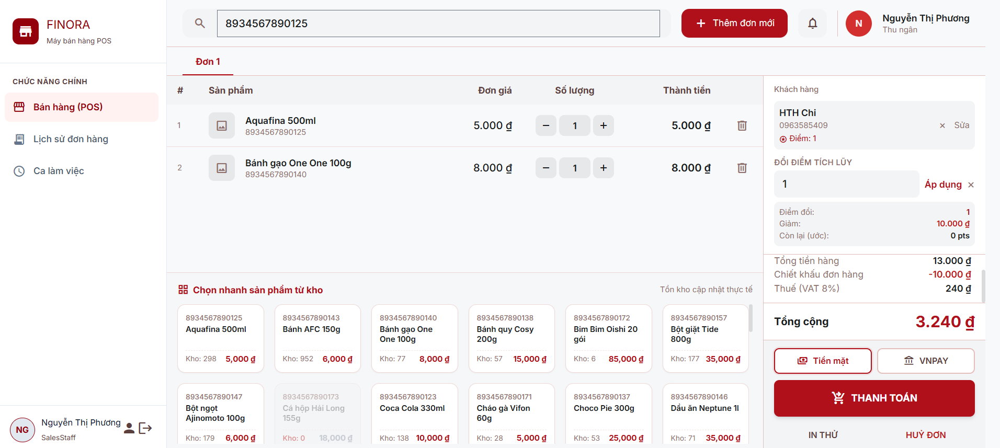 FINORA
Máy bán hàng POS
CHỨC NĂNG CHÍNH
Bán hàng (POS)
Lịch sử đơn hàng
Ca làm việc
NG
Nguyễn Thị Phương
SalesStaff
8934567890125
Thêm đơn mới
N
Nguyễn Thị Phương
Thu ngân
Đơn 1
# Sản phẩm Đơn giá Số lượng Thành tiền
1 Aquafina 500ml 5.000 ₫ − 1 + 5.000 ₫
8934567890125
2 Bánh gạo One One 100g 8.000 ₫ − 1 + 8.000 ₫
8934567890140
Chọn nhanh sản phẩm từ kho
Tồn kho cập nhật thực tế
8934567890125
Aquafina 500ml
Kho: 298 5,000 ₫
8934567890143
Bánh AFC 150g
Kho: 952 6,000 ₫
8934567890140
Bánh gạo One
One 100g
Kho: 77 8,000 ₫
8934567890138
Bánh quy Cosy
200g
Kho: 57 15,000 ₫
8934567890172
Bim Bim Oishi 20
gói
Kho: 6 85,000 ₫
8934567890157
Bột giặt Tide
800g
Kho: 177 35,000 ₫
8934567890147
Bột ngọt
Ajinomoto 100g
Kho: 179 6,000 ₫
8934567890173
Cá hộp Hải Long
155g
Kho: 0 18,000 ₫
8934567890123
Coca Cola 330ml
Kho: 138 10,000 ₫
8934567890171
Cháo gà Vifon
60g
Kho: 28 5,000 ₫
8934567890137
Choco Pie 300g
Kho: 53 25,000 ₫
8934567890146
Dầu ăn Neptune 1l
Kho: 71 35,000 ₫
Khách hàng
HTH Chi
0963585409
× Sửa
Điểm: 1
ĐỔI ĐIỂM TÍCH LŨY
1 Áp dụng ×
Điểm đổi: 1
Giảm: 10.000 ₫
Còn lại (ước): 0 pts
Tổng tiền hàng 13.000 ₫
Chiết khấu đơn hàng -10.000 ₫
Thuế (VAT 8%) 240 ₫
Tổng cộng 3.240 ₫
Tiền mặt
VNPAY
THANH TOÁN
IN THỬ
HUỶ ĐƠN